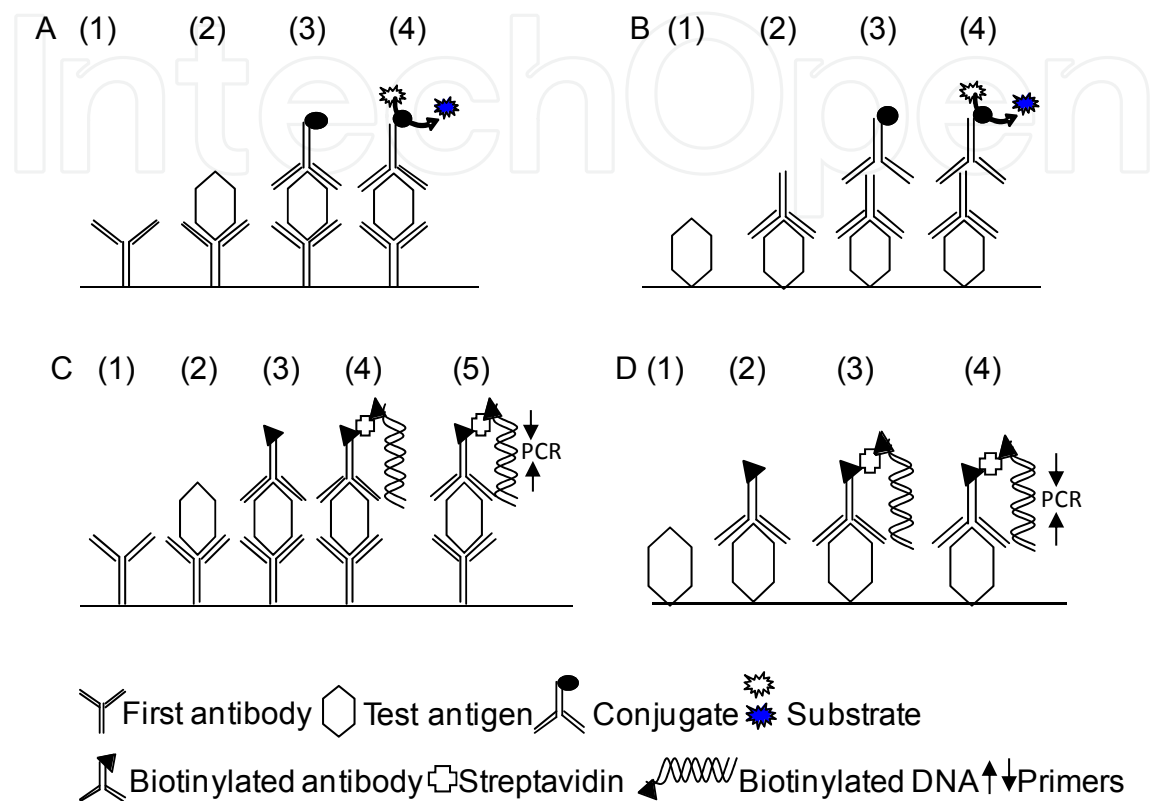 IntechOpen
A (1) (2) (3) (4)
B (1) (2) (3) (4)
C (1) (2) (3) (4) (5)
PCR
D (1) (2) (3) (4)
PCR
First antibody Test antigen Conjugate Substrate
Biotinylated antibody Streptavidin Biotinylated DNA Primers